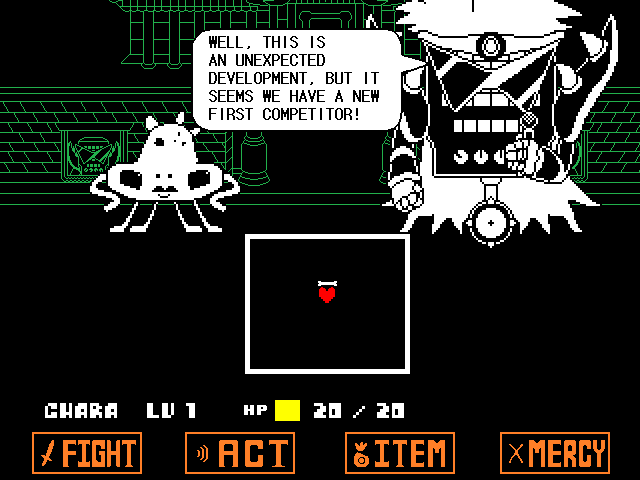 WELL, THIS IS
AN UNEXPECTED
DEVELOPMENT, BUT IT
SEEMS WE HAVE A NEW
FIRST COMPETITOR!
CHARA LV 1 HP 20 / 20
FIGHT ACT ITEM MERCY